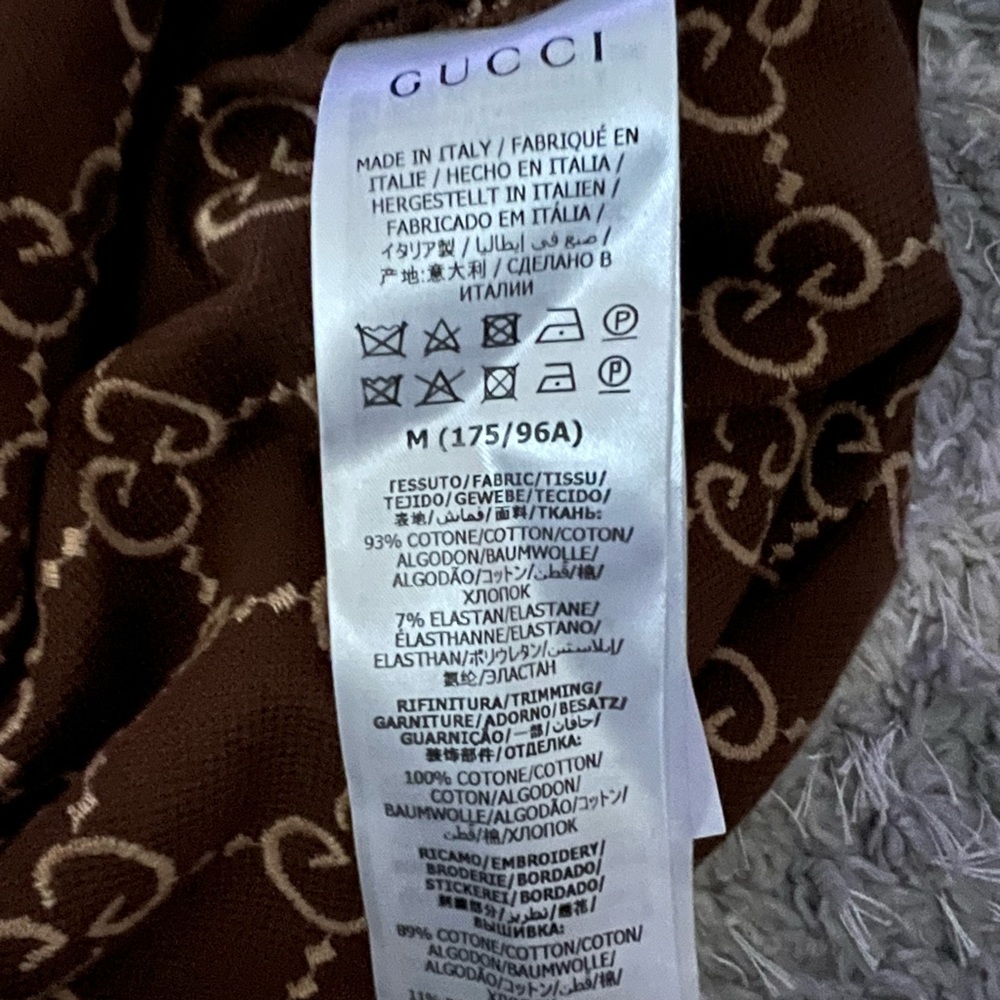 GUCCI
MADE IN ITALY / FABRIQUÉ EN
ITALIE / HECHO EN ITALIA /
HERGESTELLT IN ITALIEN /
FABRICADO EM ITÁLIA /
イタリア製 / صنع في إيطاليا /
产地:意大利 / СДЕЛАНО В
ИТАЛИИ
P
P
M (175/96A)
TESSUTO/FABRIC/TISSU/
TEJIDO/GEWEBE/TECIDO/
表地/قماش/面料/ТКАНЬ:
93% COTONE/COTTON/COTON/
ALGODON/BAUMWOLLE/
ALGODÃO/コットン/قطن/棉/
ХЛОПОК
7% ELASTAN/ELASTANE/
ÉLASTHANNE/ELASTANO/
ELASTHAN/ポリウレタン/إيلاستين/
氨纶/ЭЛАСТАН
RIFINITURA/TRIMMING/
GARNITURE/ADORNO/BESATZ/
GUARNIÇÃO/一部/حافات/
装饰部件/ОТДЕЛКА:
100% COTONE/COTTON/
COTON/ALGODON/
BAUMWOLLE/ALGODÃO/コットン/
قطن/棉/ХЛОПОК
RICAMO/EMBROIDERY/
BRODERIE/BORDADO/
STICKEREI/BORDADO/
刺繍部分/تطريز/绣花/
ВЫШИВКА:
89% COTONE/COTTON/COTON/
ALGODON/BAUMWOLLE/
ALGODÃO/コットン/قطن/棉/
ХЛОПОК
11%